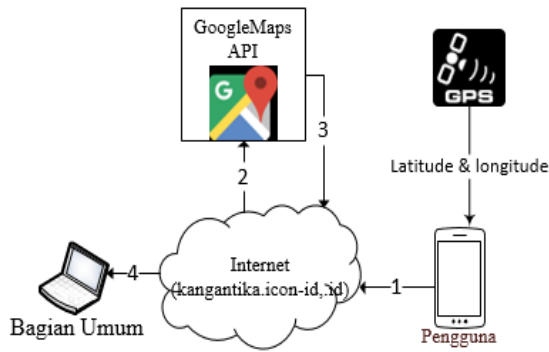 GoogleMaps
API
G
GPS
3
2
Latitude & longitude
Internet
(kangantika.icon-id,.id)
4
1
Bagian Umum
Pengguna